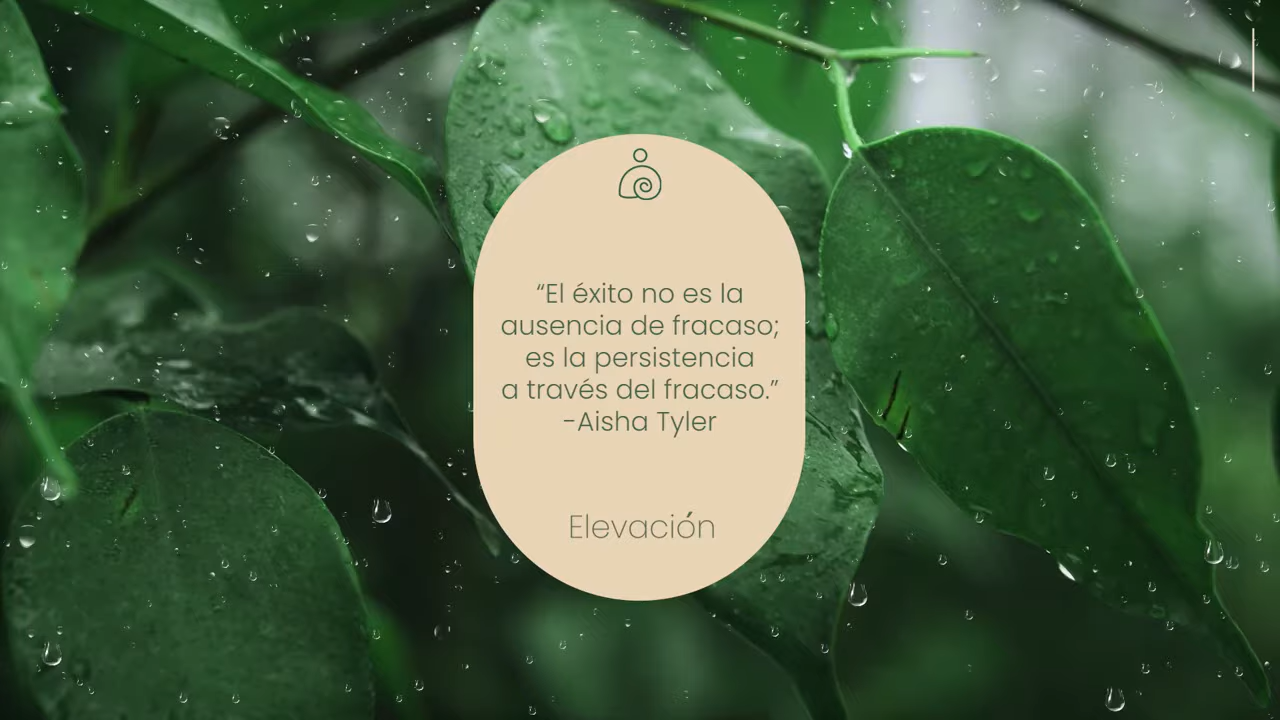 “El éxito no es la
ausencia de fracaso;
es la persistencia
a través del fracaso.”
-Aisha Tyler
Elevación